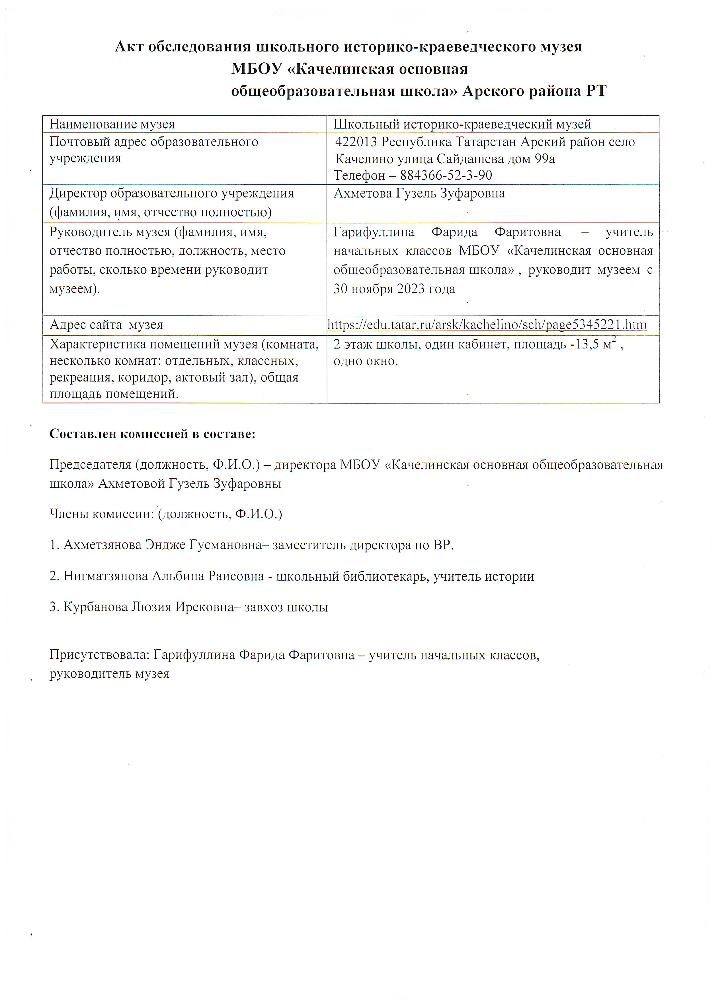 Акт обследования школьного историко-краеведческого музея
МБОУ «Качелинская основная
общеобразовательная школа» Арского района РТ
Наименование музея
Школьный историко-краеведческий музей
Почтовый адрес образовательного
учреждения
422013 Республика Татарстан Арский район село
Качелино улица Сайдашева дом 99а
Телефон – 884366-52-3-90
Директор образовательного учреждения
(фамилия, имя, отчество полностью)
Ахметова Гузель Зуфаровна
Руководитель музея (фамилия, имя,
отчество полностью, должность, место
работы, сколько времени руководит
музеем).
Гарифуллина Фарида Фаритовна – учитель
начальных классов МБОУ «Качелинская основная
общеобразовательная школа» , руководит музеем с
30 ноября 2023 года
Адрес сайта музея
https://edu.tatar.ru/arsk/kachelino/sch/page5345221.htm
Характеристика помещений музея (комната,
несколько комнат: отдельных, классных,
рекреация, коридор, актовый зал), общая
площадь помещений.
2 этаж школы, один кабинет, площадь -13,5 м2 ,
одно окно.
Составлен комиссией в составе:
Председателя (должность, Ф.И.О.) – директора МБОУ «Качелинская основная общеобразовательная
школа» Ахметовой Гузель Зуфаровны
Члены комиссии: (должность, Ф.И.О.)
1. Ахметзянова Эндже Гусмановна– заместитель директора по ВР.
2. Нигматзянова Альбина Раисовна - школьный библиотекарь, учитель истории
3. Курбанова Люзия Ирековна– завхоз школы
Присутствовала: Гарифуллина Фарида Фаритовна – учитель начальных классов,
руководитель музея